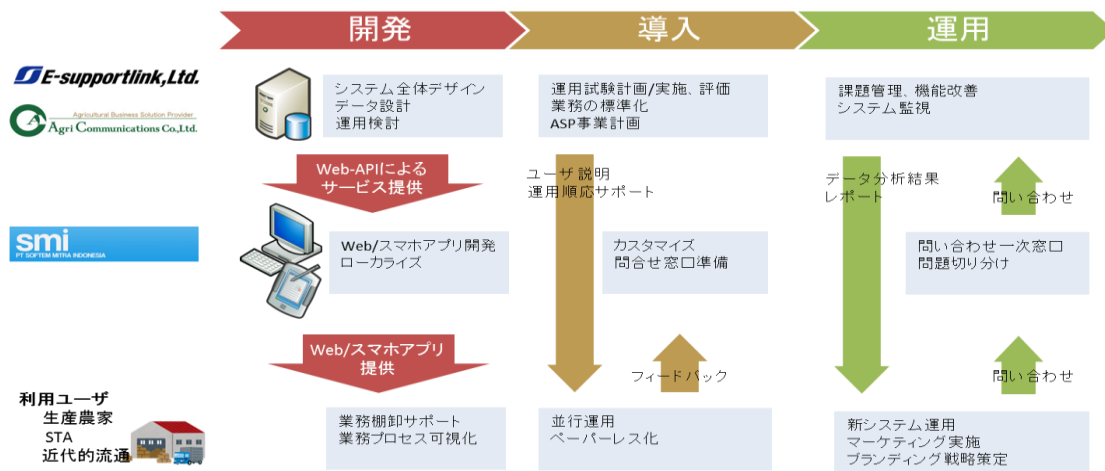 開発
導入
運用
E-supportlink,Ltd.
Agricultural Business Solution Provider
Agri Communications Co.,Ltd.
システム全体デザイン
データ設計
運用検討
運用試験計画/実施、評価
業務の標準化
ASP事業計画
課題管理、機能改善
システム監視
Web-APIによる
サービス提供
ユーザ説明
運用順応サポート
データ分析結果
レポート
問い合わせ
smi
PT SOFTEM MITRA INDONESIA
Web/スマホアプリ開発
ローカライズ
カスタマイズ
問合せ窓口準備
問い合わせ一次窓口
問題切り分け
Web/スマホアプリ
提供
フィードバック
問い合わせ
利用ユーザ
生産農家
STA
近代的流通
業務棚卸サポート
業務プロセス可視化
並行運用
ペーパーレス化
新システム運用
マーケティング実施
ブランディング戦略策定